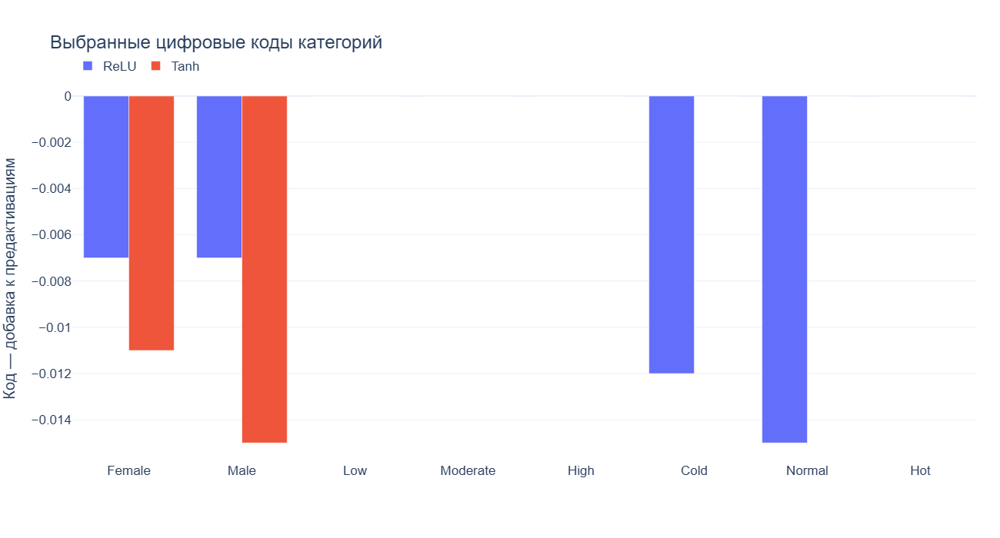 Выбранные цифровые коды категорий
ReLU Tanh
Код — добавка к предактивациям
0
−0.002
−0.004
−0.006
−0.008
−0.01
−0.012
−0.014
Female Male Low Moderate High Cold Normal Hot